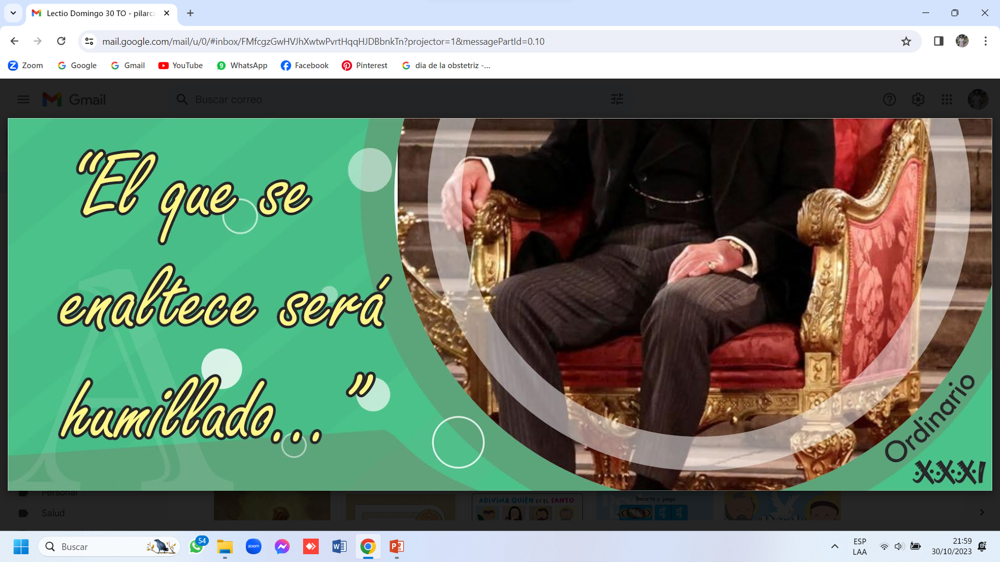 Lectio Domingo 30 TO - pilarca
mail.google.com/mail/u/0/#inbox/FMfcgzGwHVJhXwtwPvrtHqqHJDBbnkTn?projector=1&messagePartId=0.10
Zoom Google Gmail YouTube WhatsApp Facebook Pinterest dia de la obstetriz -...
Gmail Buscar correo
"El que se
enaltece será
humillado... "
A
Ordinario
XXXI
Personal
ADIVINA QUIÉN ES EL SANTO
Recorta y juega
Salud
Buscar
54
zoom
ESP
LAA
21:59
30/10/2023